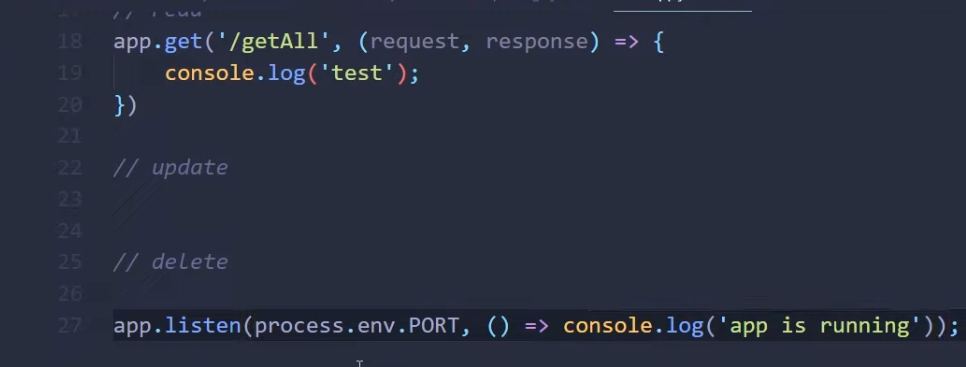 18 app.get('/getAll', (request, response) => {
19 console.log('test');
20 })
21
22 // update
23
24
25 // delete
26
27 app.listen(process.env.PORT, () => console.log('app is running'));